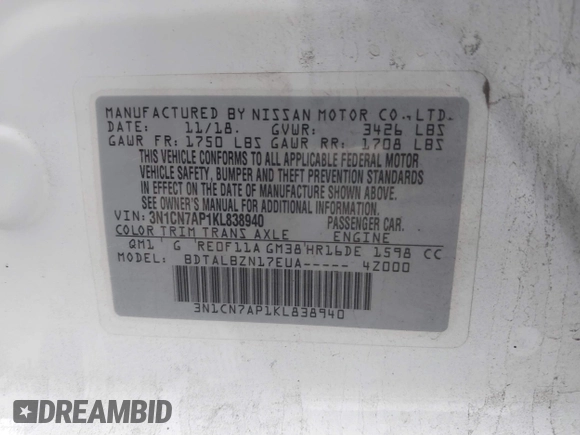 MANUFACTURED BY NISSAN MOTOR CO.,LTD.
DATE: 11/18. GVWR: 3426 LBS
GAWR FR: 1750 LBS GAWR RR: 1708 LBS
THIS VEHICLE CONFORMS TO ALL APPLICABLE FEDERAL MOTOR
VEHICLE SAFETY, BUMPER AND THEFT PREVENTION STANDARDS
IN EFFECT ON THE DATE OF MANUFACTURE SHOWN ABOVE.
SEE OWNER'S MANUAL FOR ADDITIONAL INFORMATION.
VIN: 3N1CN7AP1KL838940 PASSENGER CAR.
COLOR TRIM TRANS AXLE ENGINE
QM1 G RE0F11A GM38 HR16DE 1598 CC
MODEL: BDTALBZN17EUA----- 4Z000
3N1CN7AP1KL838940
DREAMBID